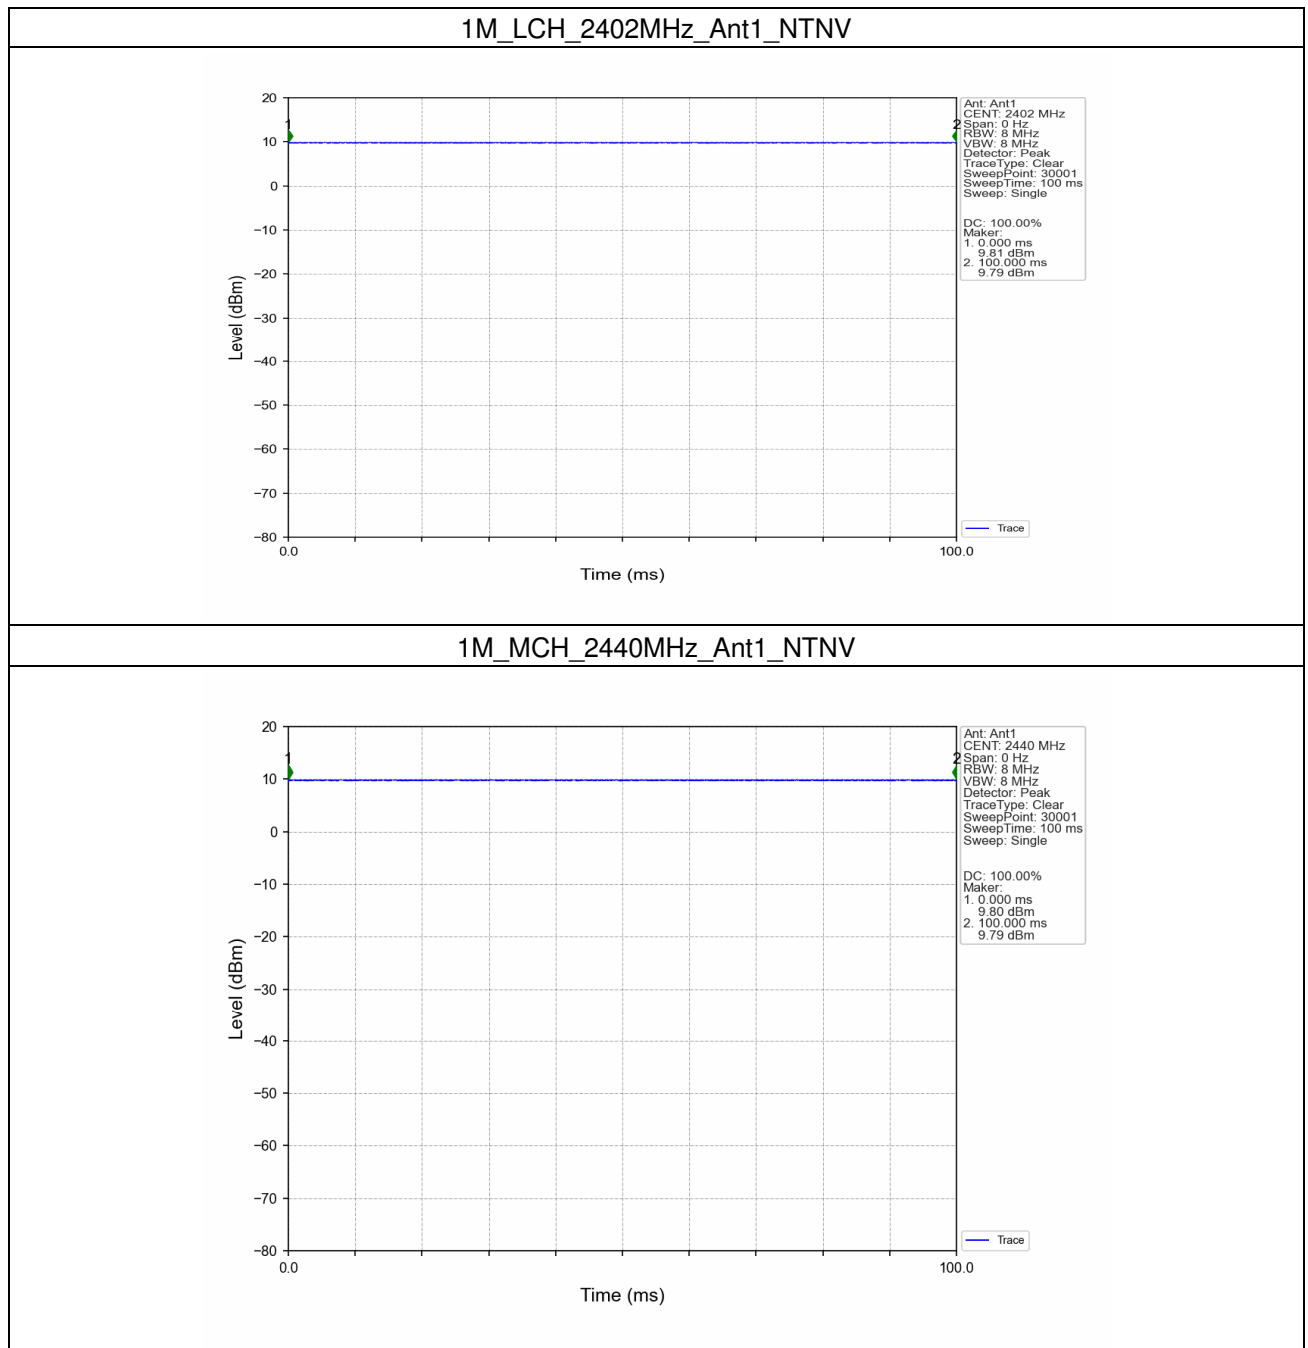 1M_LCH_2402MHz_Ant1_NTNV
20
10
0
−10
−20
−30
−40
−50
−60
−70
−80
Level (dBm)
1
2
0.0
100.0
Time (ms)
Ant: Ant1
CENT: 2402 MHz
Span: 0 Hz
RBW: 8 MHz
VBW: 8 MHz
Detector: Peak
TraceType: Clear
SweepPoint: 30001
SweepTime: 100 ms
Sweep: Single
DC: 100.00%
Maker:
1. 0.000 ms
9.81 dBm
2. 100.000 ms
9.79 dBm
Trace
1M_MCH_2440MHz_Ant1_NTNV
20
10
0
−10
−20
−30
−40
−50
−60
−70
−80
Level (dBm)
1
2
0.0
100.0
Time (ms)
Ant: Ant1
CENT: 2440 MHz
Span: 0 Hz
RBW: 8 MHz
VBW: 8 MHz
Detector: Peak
TraceType: Clear
SweepPoint: 30001
SweepTime: 100 ms
Sweep: Single
DC: 100.00%
Maker:
1. 0.000 ms
9.80 dBm
2. 100.000 ms
9.79 dBm
Trace